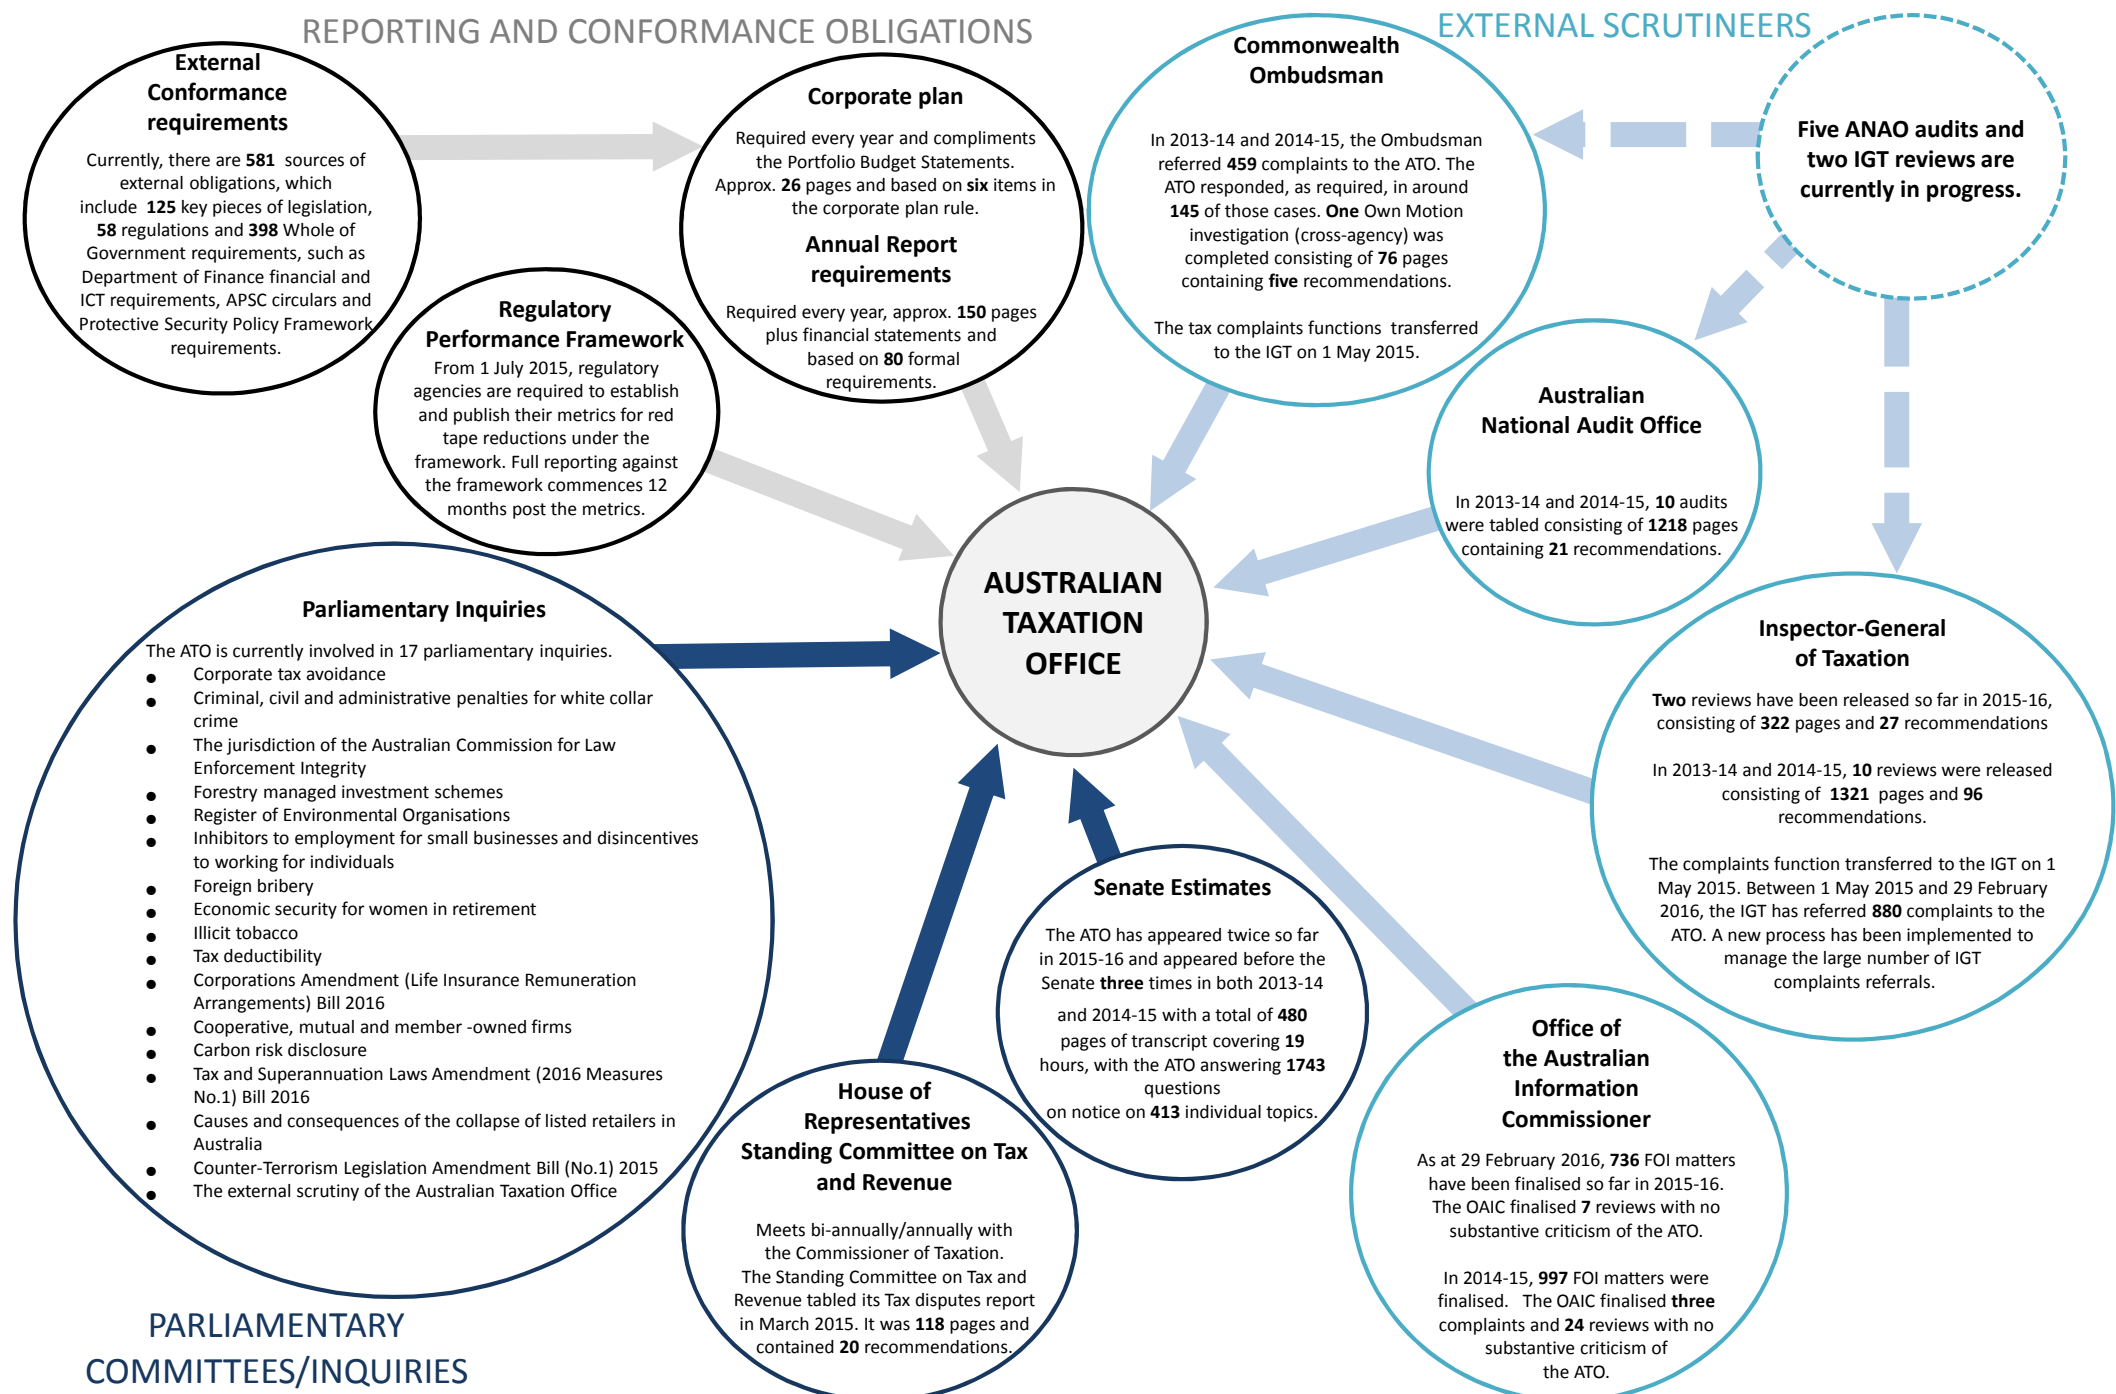 REPORTING AND CONFORMANCE OBLIGATIONS
EXTERNAL SCRUTINEERS
External
Conformance
requirements
Currently, there are 581 sources of
external obligations, which
include 125 key pieces of legislation,
58 regulations and 398 Whole of
Government requirements, such as
Department of Finance financial and
ICT requirements, APSC circulars and
Protective Security Policy Framework
requirements.
Corporate plan
Required every year and compliments
the Portfolio Budget Statements.
Approx. 26 pages and based on six items in
the corporate plan rule.
Annual Report
requirements
Required every year, approx. 150 pages
plus financial statements and
based on 80 formal
requirements.
Regulatory
Performance Framework
From 1 July 2015, regulatory
agencies are required to establish
and publish their metrics for red
tape reductions under the
framework. Full reporting against
the framework commences 12
months post the metrics.
Commonwealth
Ombudsman
In 2013-14 and 2014-15, the Ombudsman
referred 459 complaints to the ATO. The
ATO responded, as required, in around
145 of those cases. One Own Motion
investigation (cross-agency) was
completed consisting of 76 pages
containing five recommendations.
The tax complaints functions transferred
to the IGT on 1 May 2015.
Five ANAO audits and
two IGT reviews are
currently in progress.
Australian
National Audit Office
In 2013-14 and 2014-15, 10 audits
were tabled consisting of 1218 pages
containing 21 recommendations.
AUSTRALIAN
TAXATION
OFFICE
Inspector-General
of Taxation
Two reviews have been released so far in 2015-16,
consisting of 322 pages and 27 recommendations
In 2013-14 and 2014-15, 10 reviews were released
consisting of 1321 pages and 96
recommendations.
The complaints function transferred to the IGT on 1
May 2015. Between 1 May 2015 and 29 February
2016, the IGT has referred 880 complaints to the
ATO. A new process has been implemented to
manage the large number of IGT
complaints referrals.
Parliamentary Inquiries
The ATO is currently involved in 17 parliamentary inquiries.
● Corporate tax avoidance
● Criminal, civil and administrative penalties for white collar
crime
● The jurisdiction of the Australian Commission for Law
Enforcement Integrity
● Forestry managed investment schemes
● Register of Environmental Organisations
● Inhibitors to employment for small businesses and disincentives
to working for individuals
● Foreign bribery
● Economic security for women in retirement
● Illicit tobacco
● Tax deductibility
● Corporations Amendment (Life Insurance Remuneration
Arrangements) Bill 2016
● Cooperative, mutual and member -owned firms
● Carbon risk disclosure
● Tax and Superannuation Laws Amendment (2016 Measures
No.1) Bill 2016
● Causes and consequences of the collapse of listed retailers in
Australia
● Counter-Terrorism Legislation Amendment Bill (No.1) 2015
● The external scrutiny of the Australian Taxation Office
Senate Estimates
The ATO has appeared twice so far
in 2015-16 and appeared before the
Senate three times in both 2013-14
and 2014-15 with a total of 480
pages of transcript covering 19
hours, with the ATO answering 1743
questions
on notice on 413 individual topics.
House of
Representatives
Standing Committee on Tax
and Revenue
Meets bi-annually/annually with
the Commissioner of Taxation.
The Standing Committee on Tax and
Revenue tabled its Tax disputes report
in March 2015. It was 118 pages and
contained 20 recommendations.
Office of
the Australian
Information
Commissioner
As at 29 February 2016, 736 FOI matters
have been finalised so far in 2015-16.
The OAIC finalised 7 reviews with no
substantive criticism of the ATO.
In 2014-15, 997 FOI matters were
finalised. The OAIC finalised three
complaints and 24 reviews with no
substantive criticism of
the ATO.
PARLIAMENTARY
COMMITTEES/INQUIRIES